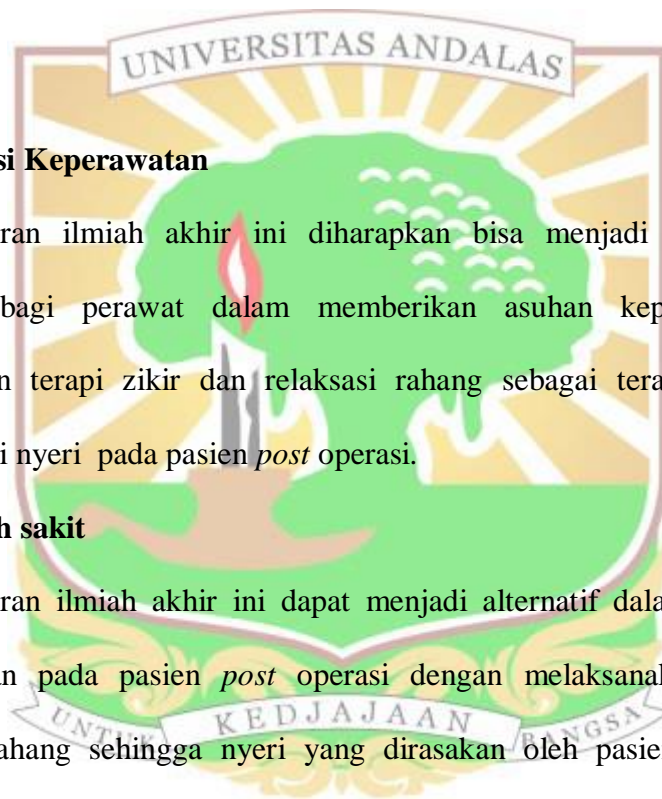 UNIVERSITAS ANDALAS
si Keperawatan
ran ilmiah akhir ini diharapkan bisa menjadi
bagi perawat dalam memberikan asuhan kep
n terapi zikir dan relaksasi rahang sebagai tera
i nyeri pada pasien post operasi.
h sakit
ran ilmiah akhir ini dapat menjadi alternatif dala
an pada pasien post operasi dengan melaksana
UNTUK KEDJAJAAN BANGSA
ahang sehingga nyeri yang dirasakan oleh pasie